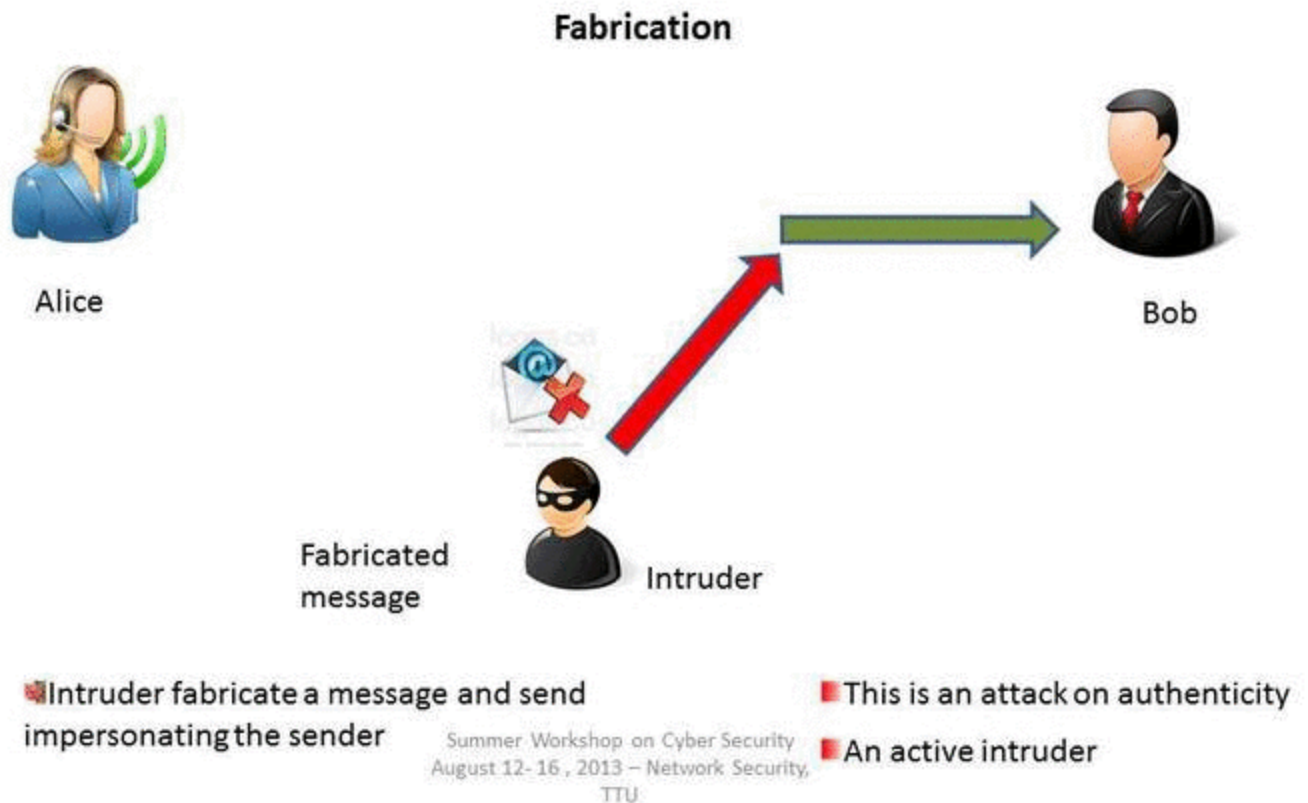 Fabrication
Alice
Bob
Fabricated
message
Intruder
Intruder fabricate a message and send
impersonating the sender
This is an attack on authenticity
An active intruder
Summer Workshop on Cyber Security
August 12- 16 , 2013 – Network Security,
TTU